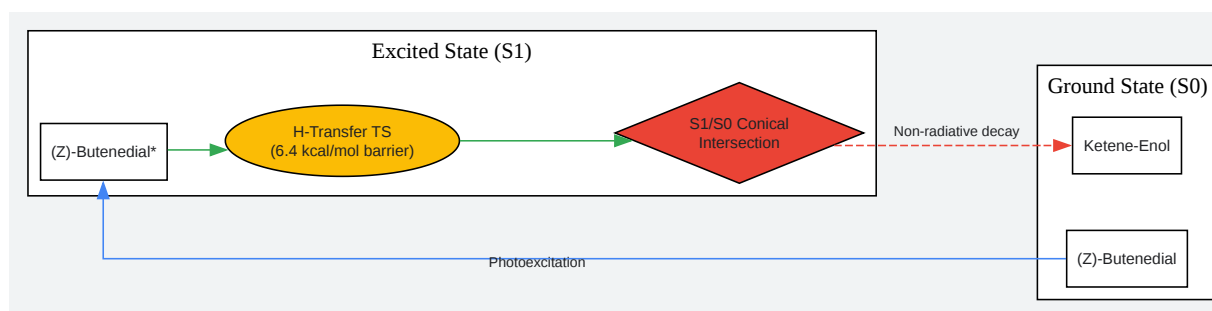 Excited State (S1)
Ground State (S0)
(Z)-Butenedial*
H-Transfer TS
(6.4 kcal/mol barrier)
S1/S0 Conical
Intersection
Non-radiative decay
Ketene-Enol
Photoexcitation
(Z)-Butenedial